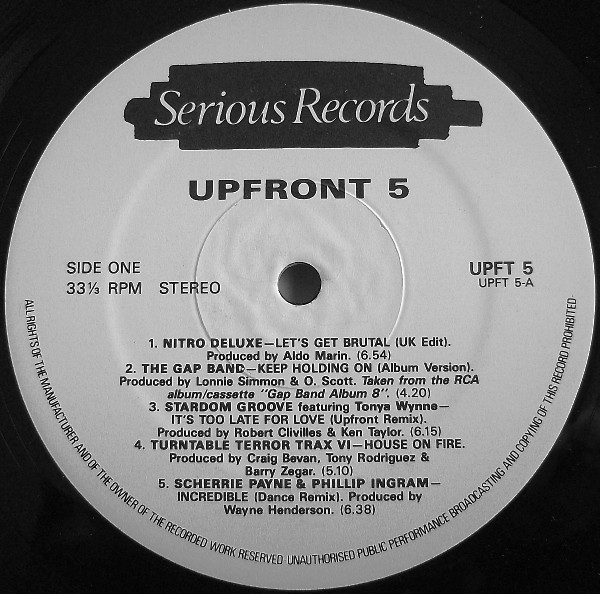 Serious Records
UPFRONT 5
SIDE ONE
33⅓ RPM STEREO
UPFT 5
UPFT 5-A
1. NITRO DELUXE—LET'S GET BRUTAL (UK Edit).
Produced by Aldo Marin. (6.54)
2. THE GAP BAND—KEEP HOLDING ON (Album Version).
Produced by Lonnie Simmon & O. Scott. Taken from the RCA
album/cassette "Gap Band Album 8". (4.20)
3. STARDOM GROOVE featuring Tonya Wynne—
IT'S TOO LATE FOR LOVE (Upfront Remix).
Produced by Robert Clivilles & Ken Taylor. (6.15)
4. TURNTABLE TERROR TRAX VI—HOUSE ON FIRE.
Produced by Craig Bevan, Tony Rodriguez &
Barry Zegar. (5.10)
5. SCHERRIE PAYNE & PHILLIP INGRAM—
INCREDIBLE (Dance Remix). Produced by
Wayne Henderson. (6.38)
ALL RIGHTS OF THE MANUFACTURER AND OF THE OWNER OF THE RECORDED WORK RESERVED UNAUTHORISED PUBLIC PERFORMANCE BROADCASTING AND COPYING OF THIS RECORD PROHIBITED